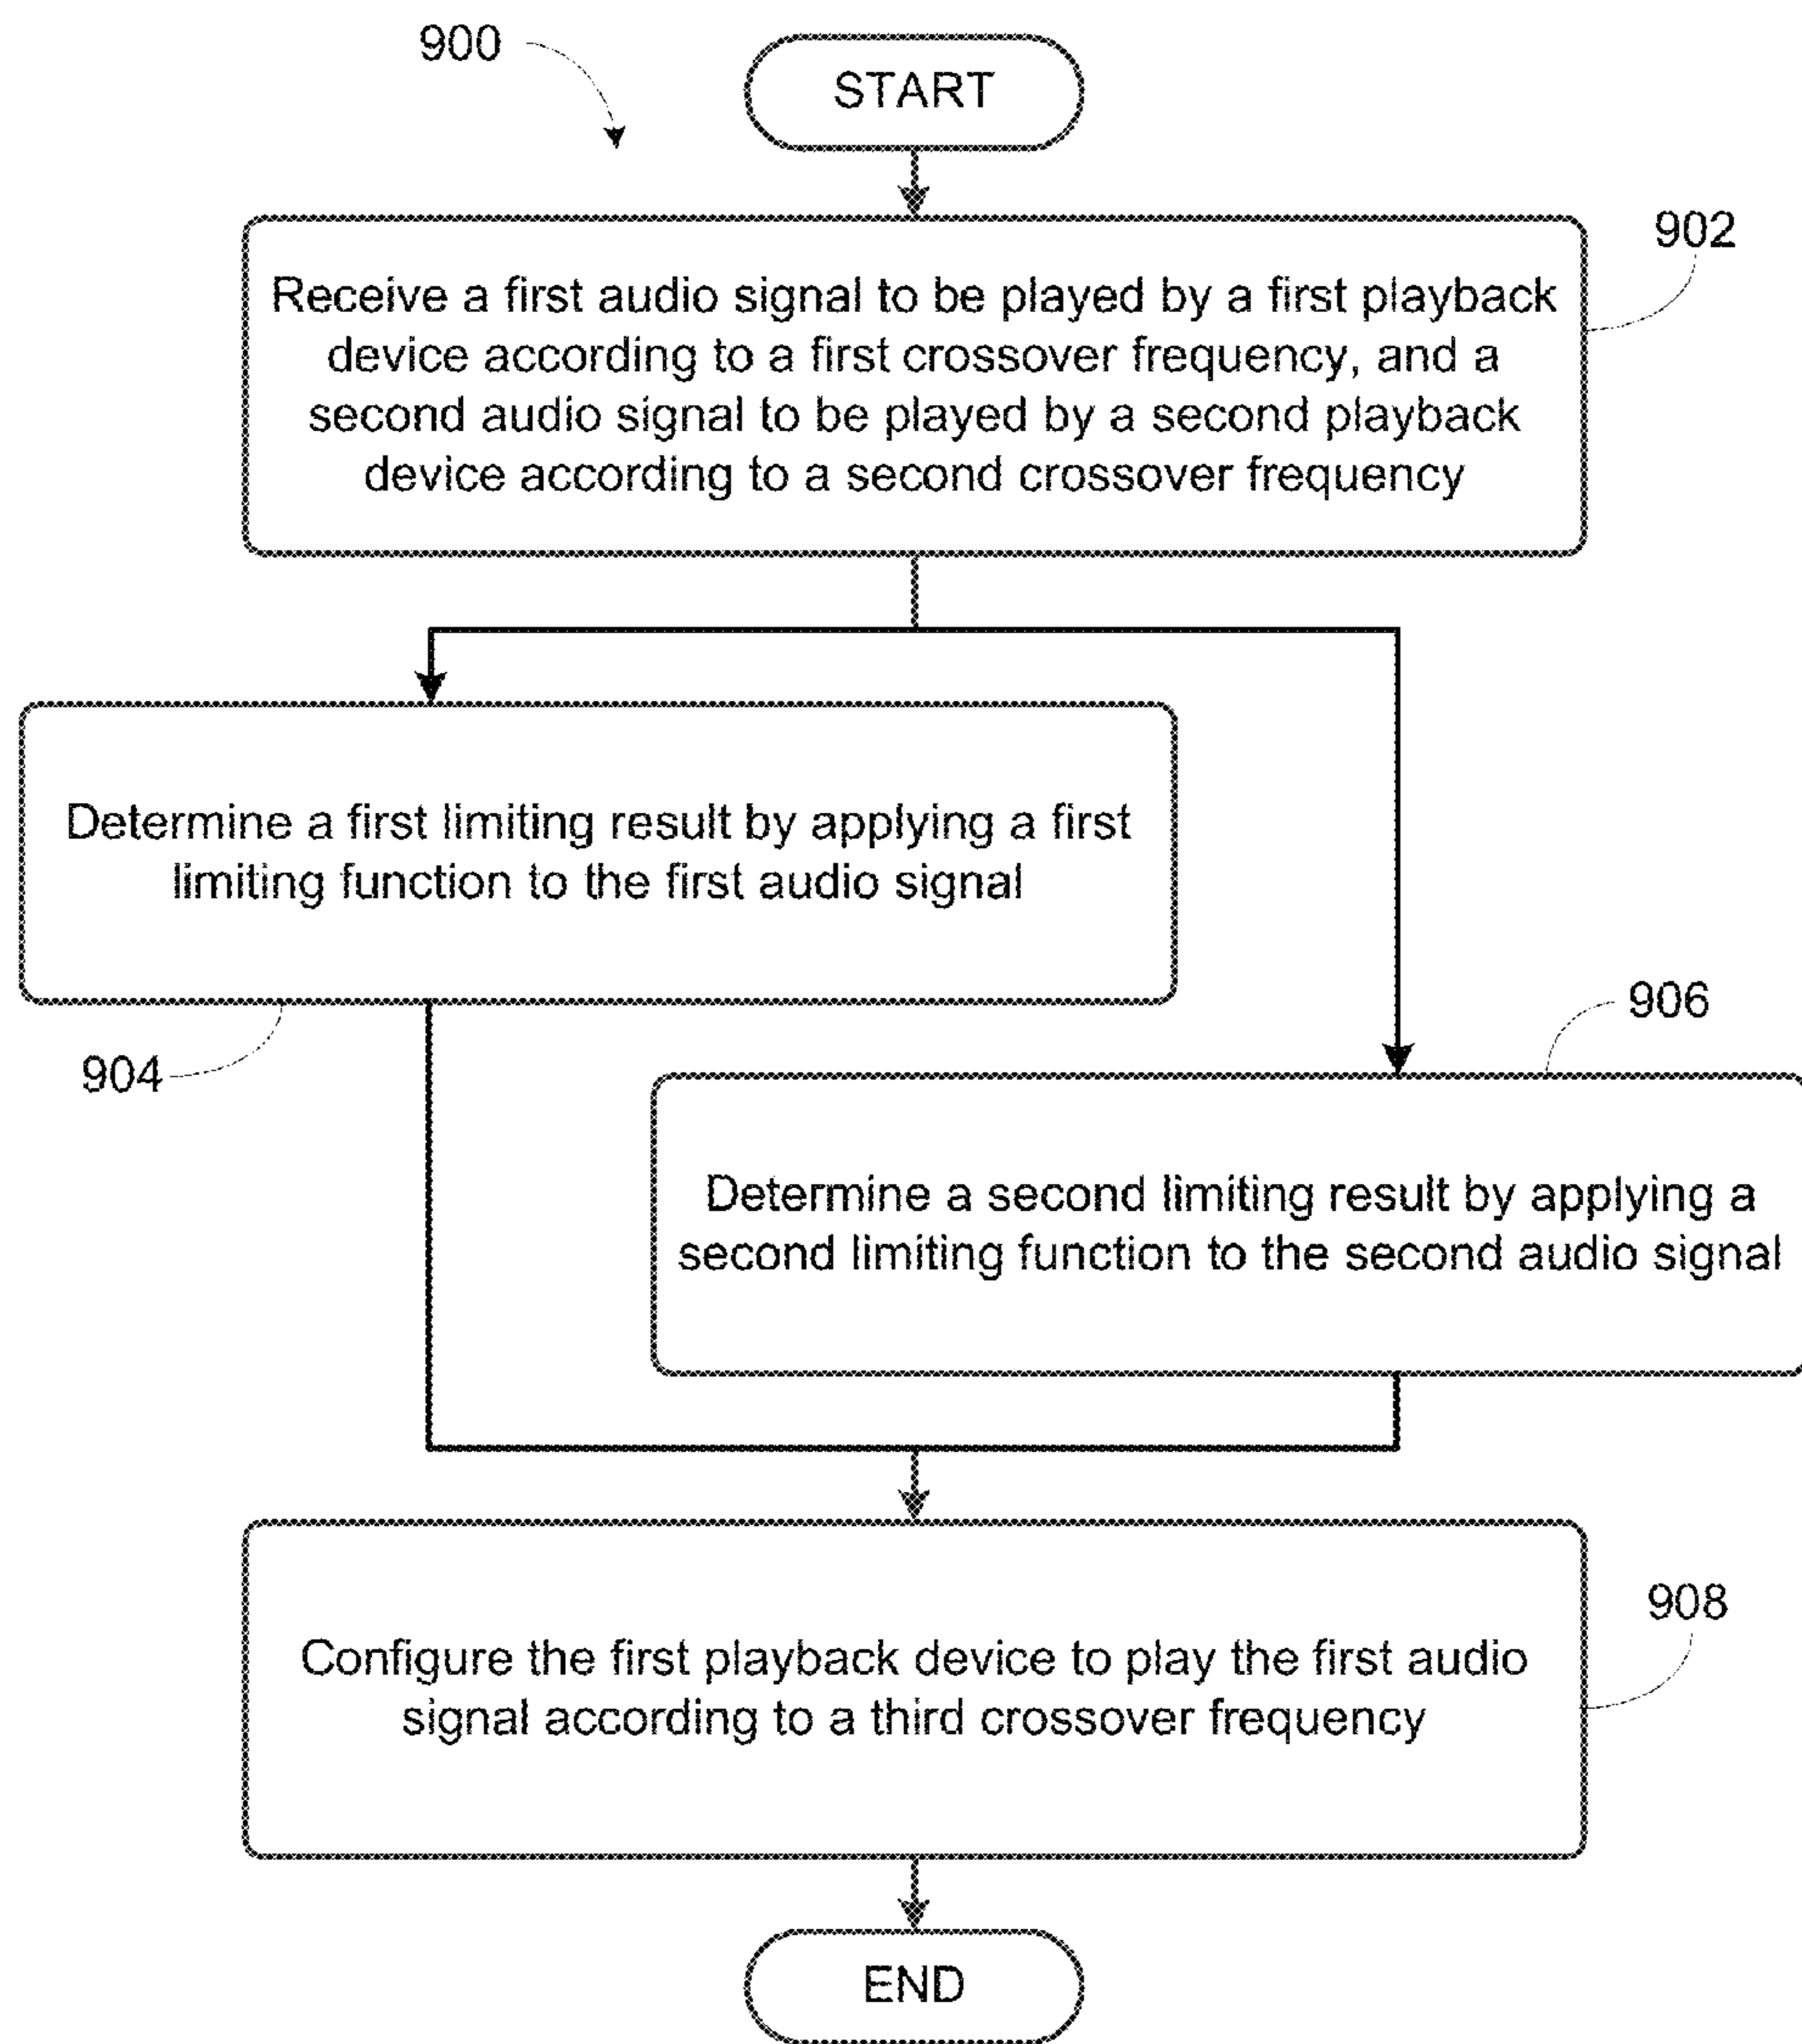 900
START
902
Receive a first audio signal to be played by a first playback
device according to a first crossover frequency, and a
second audio signal to be played by a second playback
device according to a second crossover frequency
Determine a first limiting result by applying a first
limiting function to the first audio signal
904
906
Determine a second limiting result by applying a
second limiting function to the second audio signal
908
Configure the first playback device to play the first audio
signal according to a third crossover frequency
END